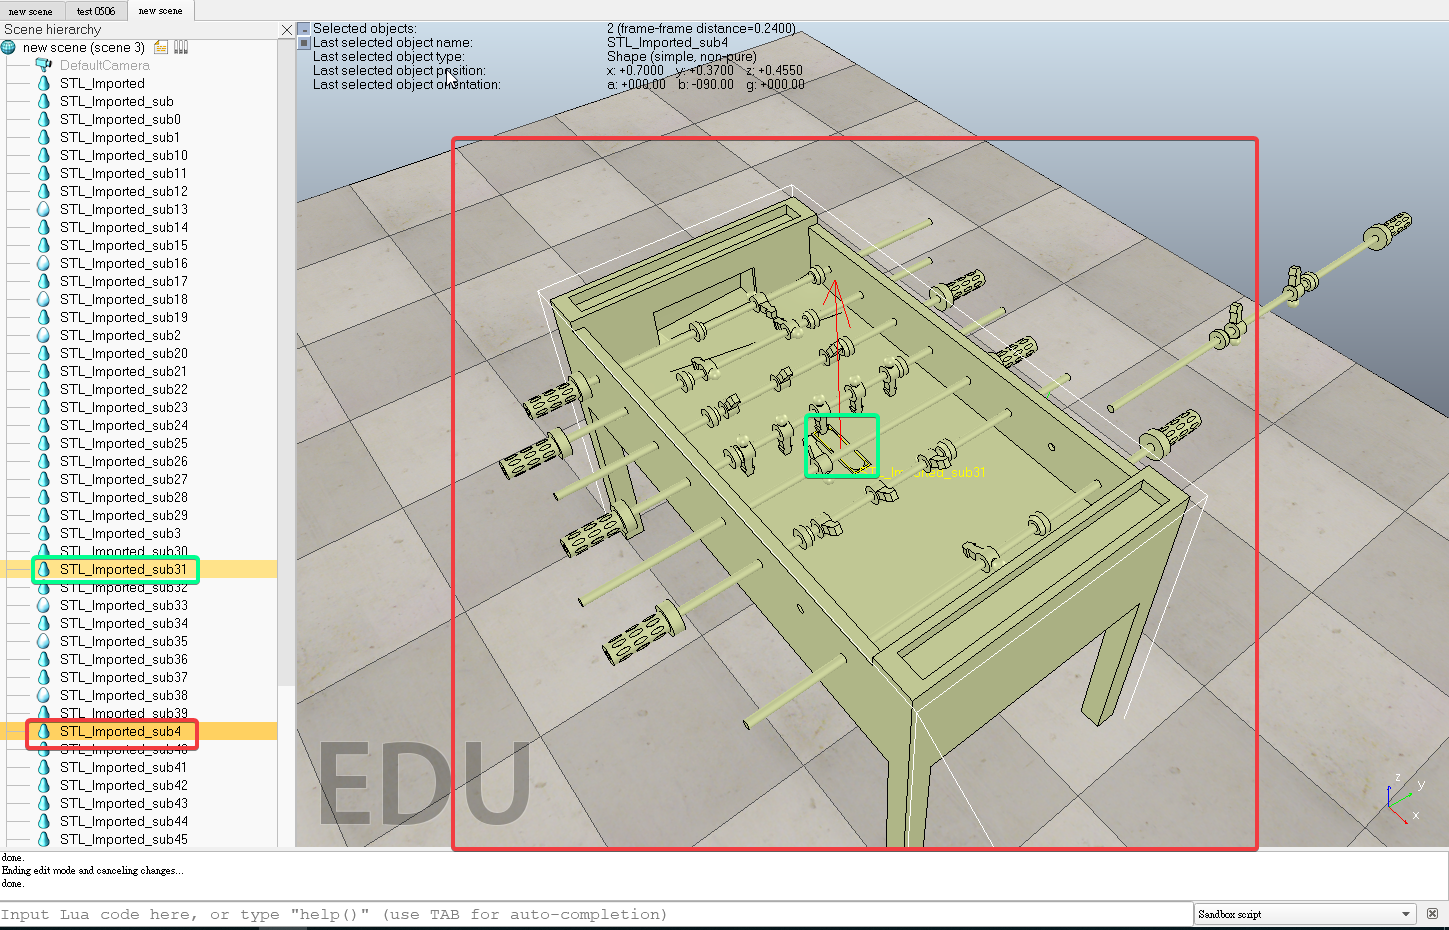 new scene
test 0506
new scene
Scene hierarchy
new scene (scene 3)
DefaultCamera
STL_Imported
STL_Imported_sub
STL_Imported_sub0
STL_Imported_sub1
STL_Imported_sub10
STL_Imported_sub11
STL_Imported_sub12
STL_Imported_sub13
STL_Imported_sub14
STL_Imported_sub15
STL_Imported_sub16
STL_Imported_sub17
STL_Imported_sub18
STL_Imported_sub19
STL_Imported_sub2
STL_Imported_sub20
STL_Imported_sub21
STL_Imported_sub22
STL_Imported_sub23
STL_Imported_sub24
STL_Imported_sub25
STL_Imported_sub26
STL_Imported_sub27
STL_Imported_sub28
STL_Imported_sub29
STL_Imported_sub3
STL_Imported_sub30
STL_Imported_sub31
STL_Imported_sub32
STL_Imported_sub33
STL_Imported_sub34
STL_Imported_sub35
STL_Imported_sub36
STL_Imported_sub37
STL_Imported_sub38
STL_Imported_sub39
STL_Imported_sub4
STL_Imported_sub40
STL_Imported_sub41
STL_Imported_sub42
STL_Imported_sub43
STL_Imported_sub44
STL_Imported_sub45
Selected objects: 2 (frame-frame distance=0.2400)
Last selected object name: STL_Imported_sub4
Last selected object type: Shape (simple, non-pure)
Last selected object position: x: +0.7000 y: +0.3700 z: +0.4550
Last selected object orientation: a: +000.00 b: -090.00 g: +000.00
STL_Imported_sub31
EDU
z
y
x
done.
Ending edit mode and canceling changes...
done.
Input Lua code here, or type "help()" (use TAB for auto-completion)
Sandbox script